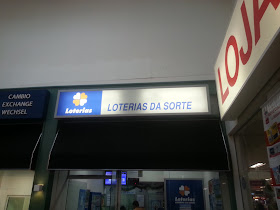 CAMBIO
EXCHANGE
WECHSEL
Loterias
LOTERIAS DA SORTE
LOJA
Loterias